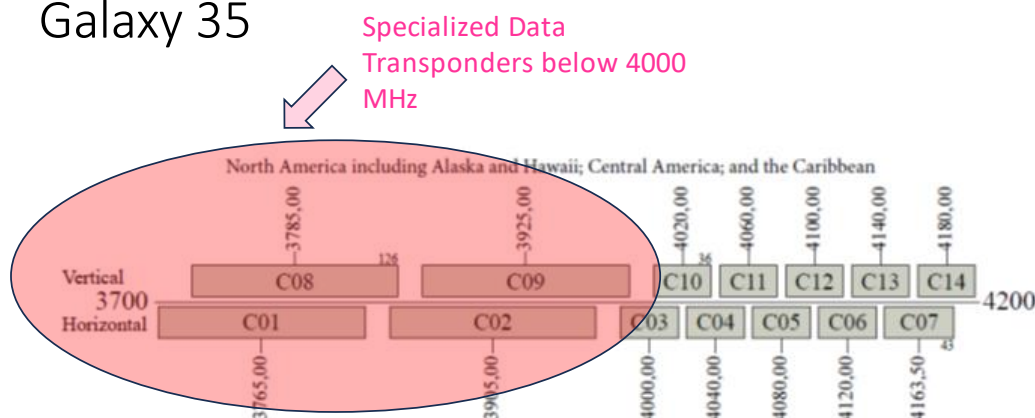 Galaxy 35
Specialized Data
Transponders below 4000
MHz
North America including Alaska and Hawaii; Central America; and the Caribbean
3785,00 3925,00 4020,00 4060,00 4100,00 4140,00 4180,00
126 36
Vertical C08 C09 C10 C11 C12 C13 C14
3700 4200
Horizontal C01 C02 C03 C04 C05 C06 C07
43
3765,00 3905,00 4000,00 4040,00 4080,00 4120,00 4163,50